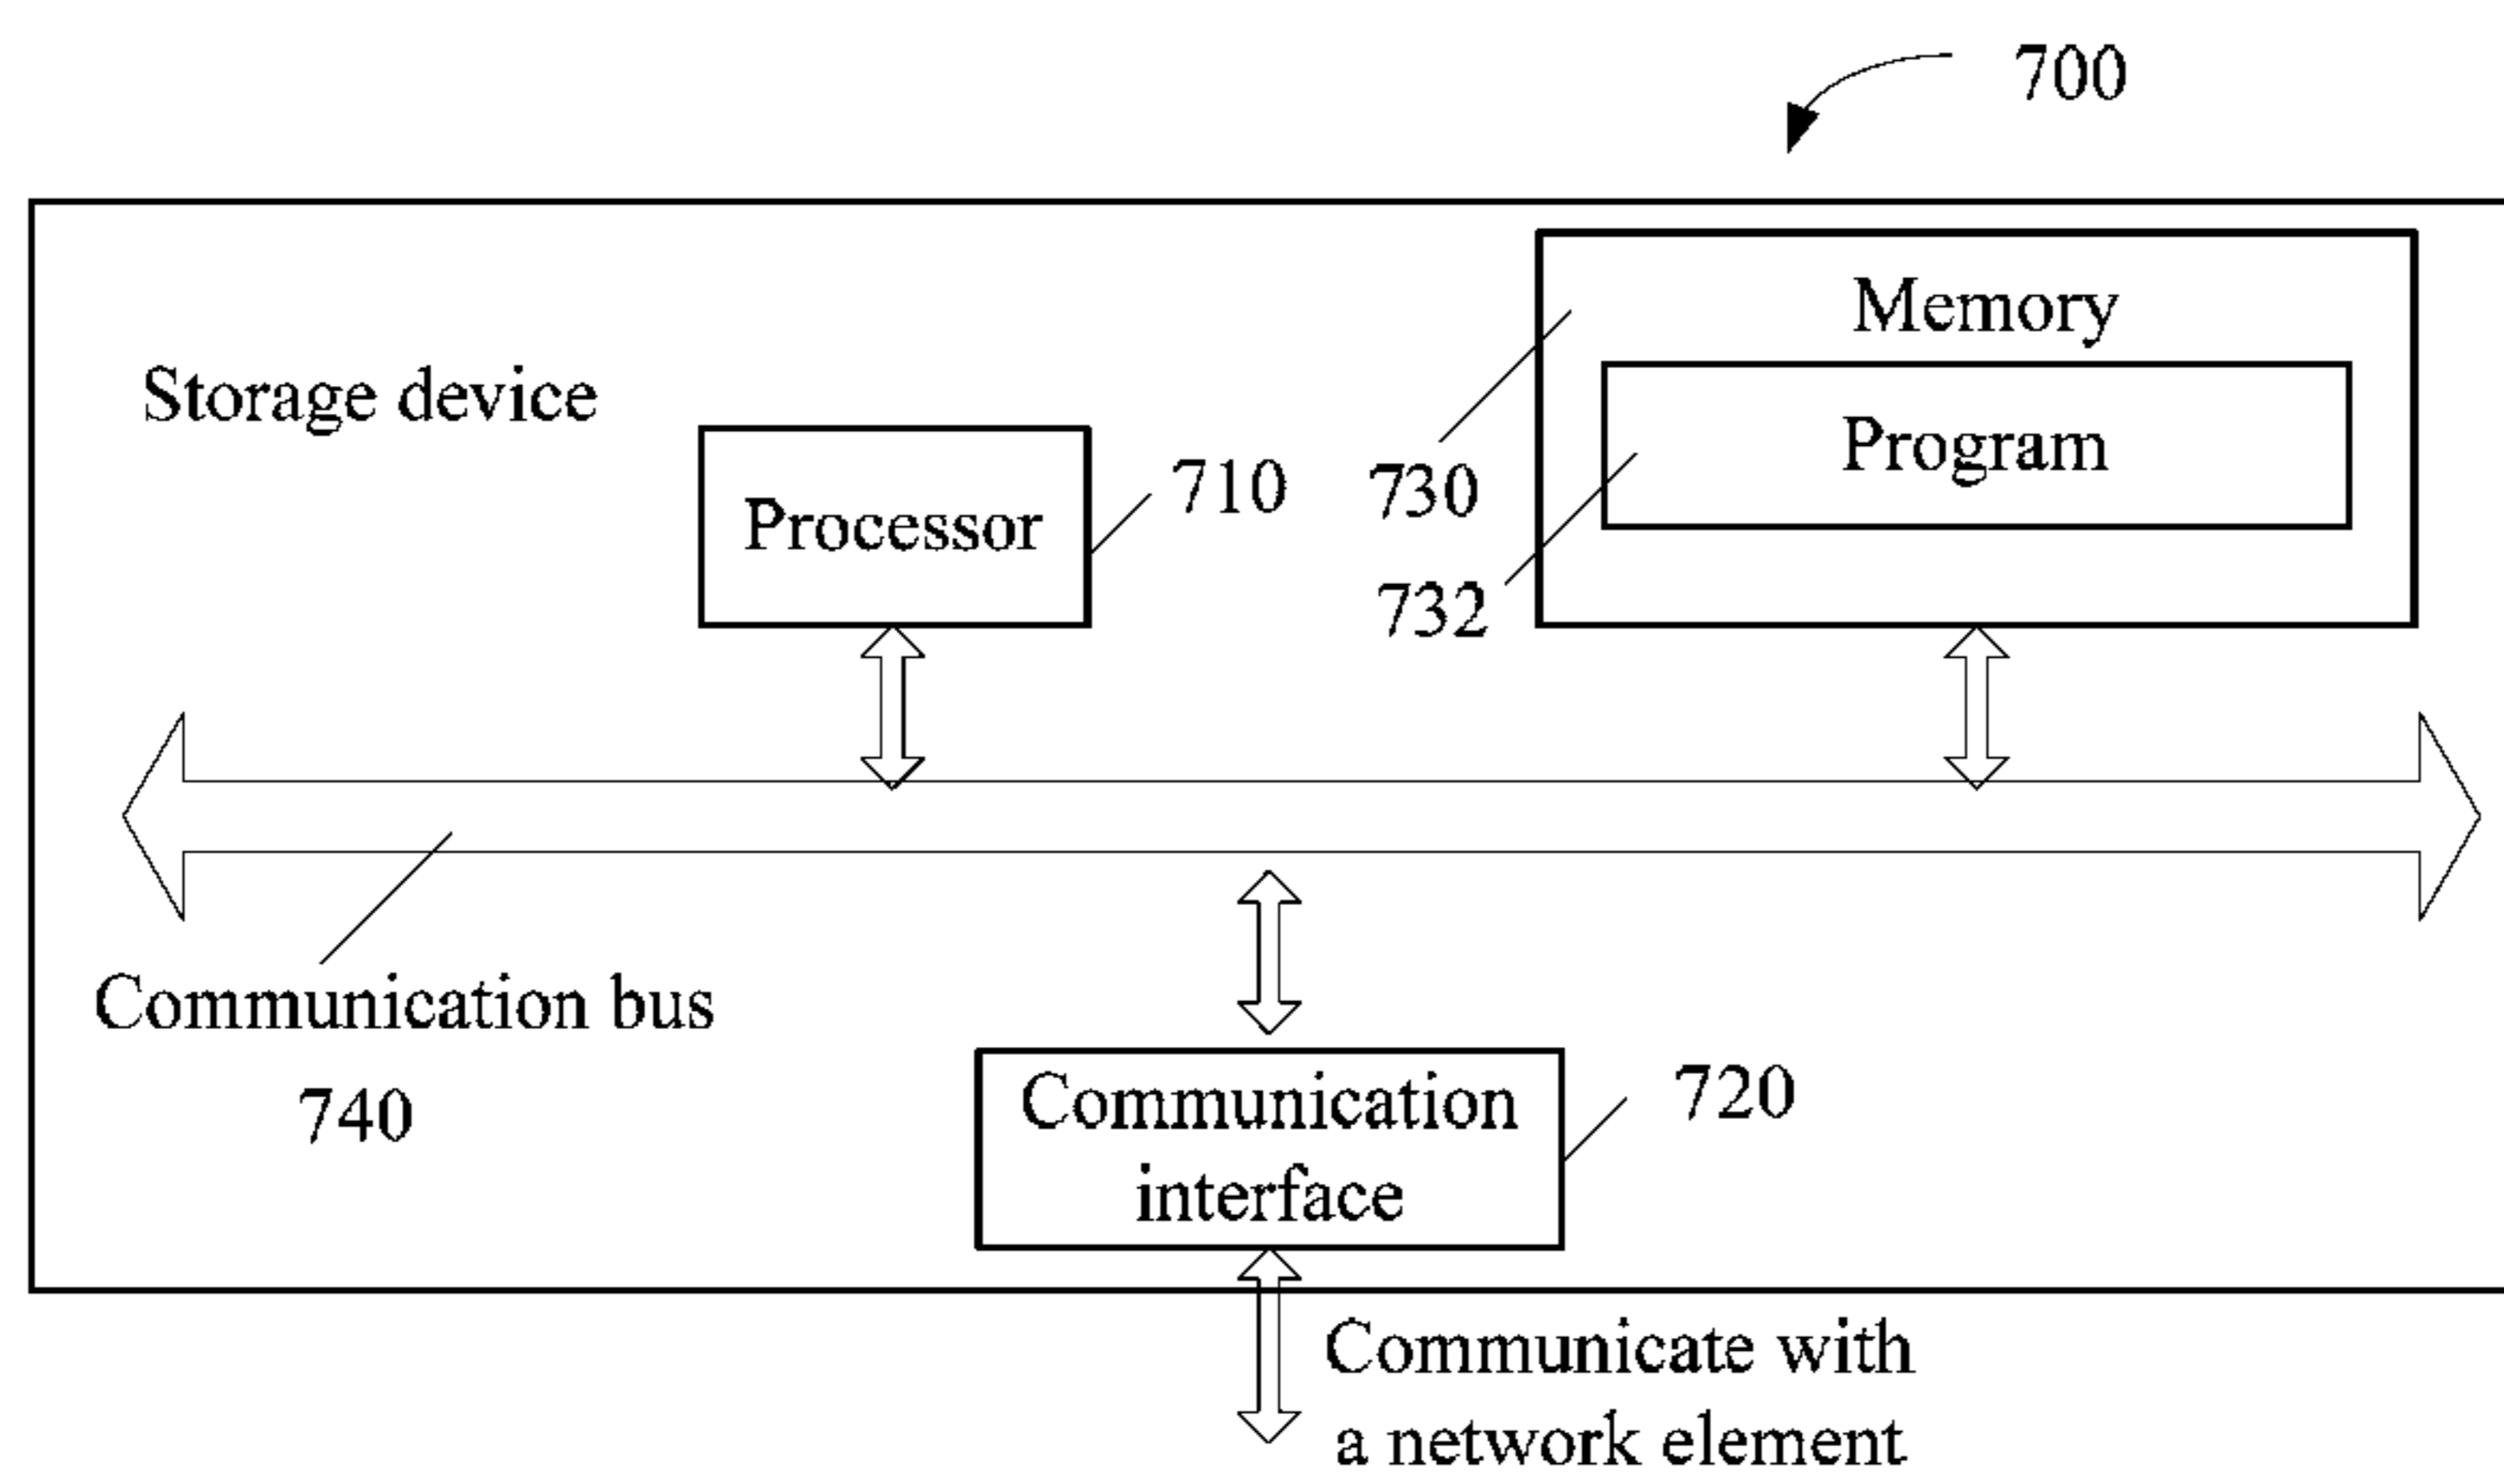 700
Memory
Storage device
Program
710
730
Processor
732
Communication bus
740
Communication
interface
720
Communicate with
a network element